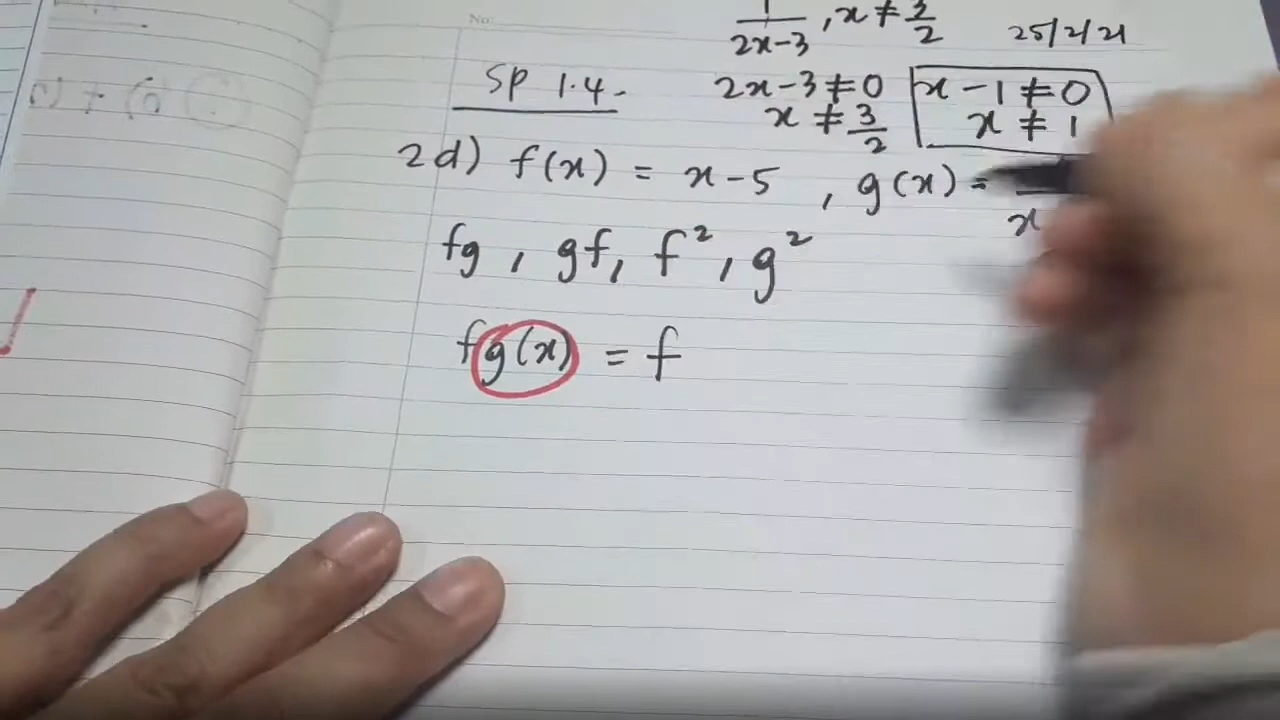 No:
1/(2x-3), x ≠ 3/2
25/2/21
SP 1.4.
2x-3 ≠ 0
x ≠ 3/2
x - 1 ≠ 0
x ≠ 1
2d) f(x) = x-5 , g(x) =
x
fg , gf, f² , g²
fg(x) = f